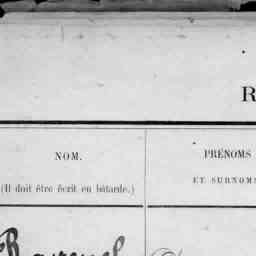 R
NOM.
PRÉNOMS
(Il doit être écrit en bâtarde.)
ET SURNOMS